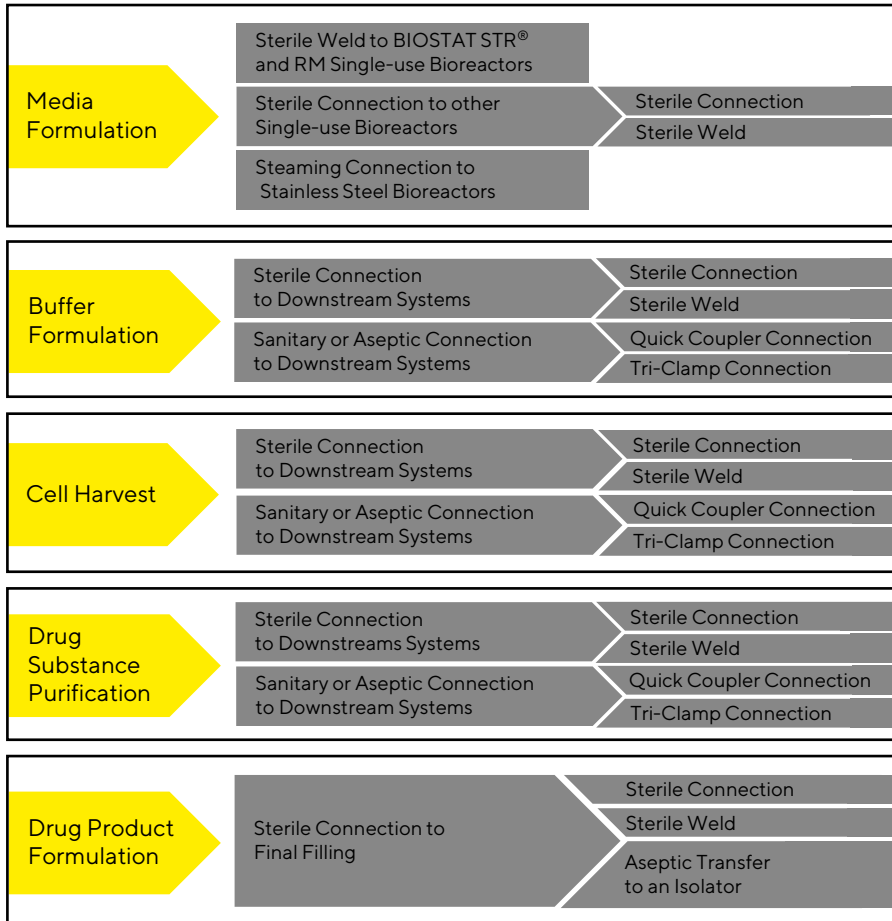 Media
Formulation
Sterile Weld to BIOSTAT STR®
and RM Single-use Bioreactors
Sterile Connection to other
Single-use Bioreactors
Sterile Connection
Sterile Weld
Steaming Connection to
Stainless Steel Bioreactors
Buffer
Formulation
Sterile Connection
to Downstream Systems
Sterile Connection
Sterile Weld
Sanitary or Aseptic Connection
to Downstream Systems
Quick Coupler Connection
Tri-Clamp Connection
Cell Harvest
Sterile Connection
to Downstream Systems
Sterile Connection
Sterile Weld
Sanitary or Aseptic Connection
to Downstream Systems
Quick Coupler Connection
Tri-Clamp Connection
Drug
Substance
Purification
Sterile Connection
to Downstreams Systems
Sterile Connection
Sterile Weld
Sanitary or Aseptic Connection
to Downstream Systems
Quick Coupler Connection
Tri-Clamp Connection
Drug Product
Formulation
Sterile Connection to
Final Filling
Sterile Connection
Sterile Weld
Aseptic Transfer
to an Isolator